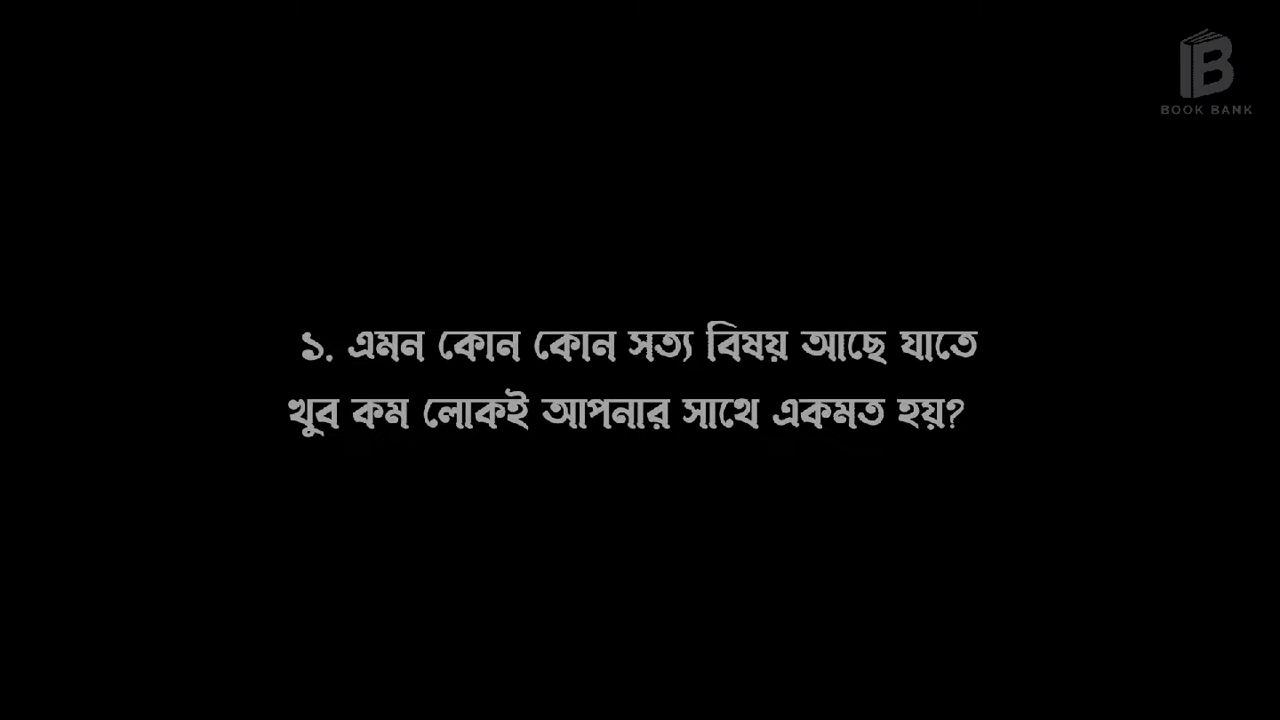 BOOK BANK
১. এমন কোন কোন সত্য বিষয় আছে যাতে
খুব কম লোকই আপনার সাথে একমত হয়?